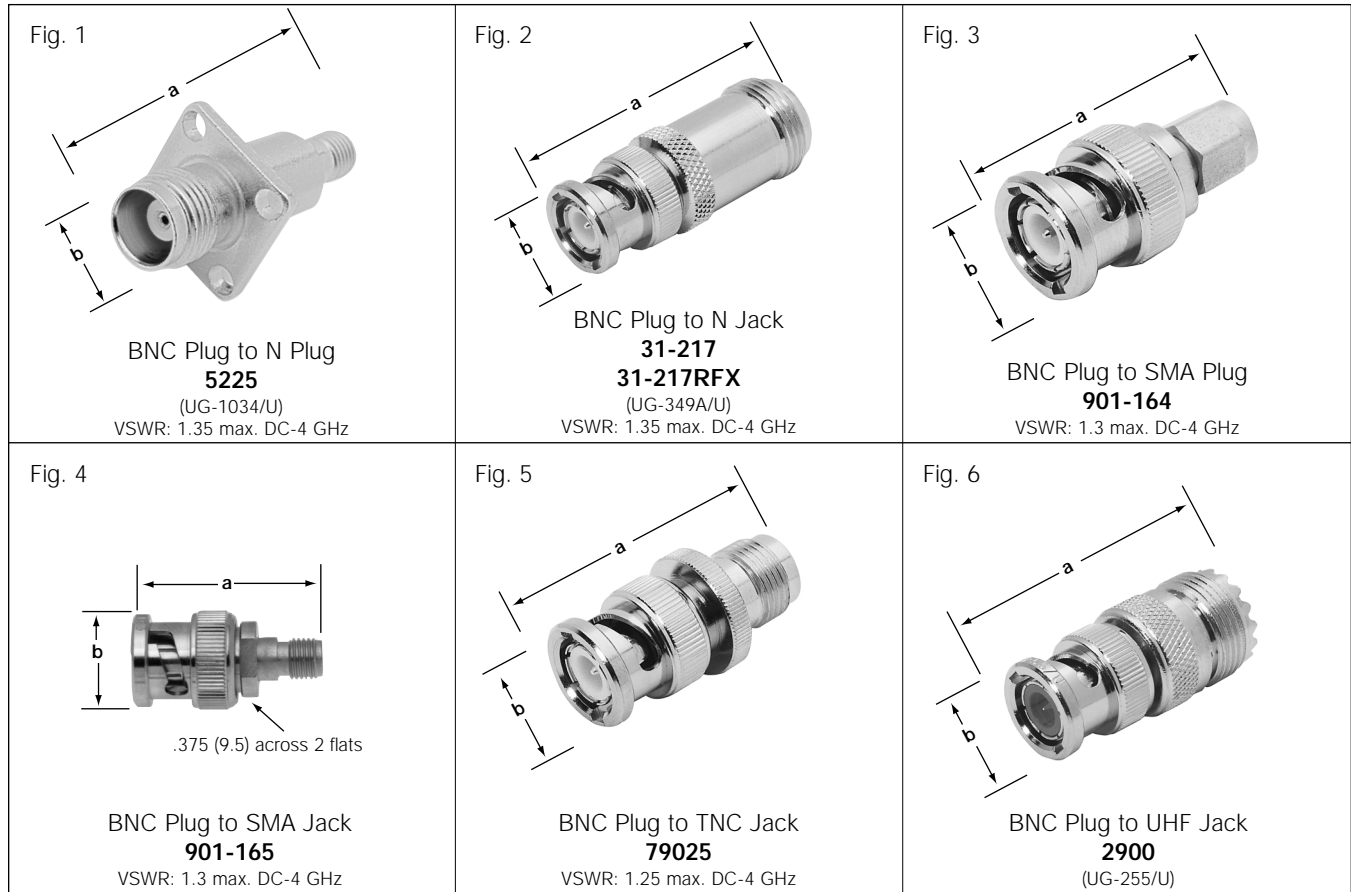 Fig. 1
a
b
BNC Plug to N Plug
5225
(UG-1034/U)
VSWR: 1.35 max. DC-4 GHz
Fig. 2
a
b
BNC Plug to N Jack
31-217
31-217RFX
(UG-349A/U)
VSWR: 1.35 max. DC-4 GHz
Fig. 3
a
b
BNC Plug to SMA Plug
901-164
VSWR: 1.3 max. DC-4 GHz
Fig. 4
a
b
.375 (9.5) across 2 flats
BNC Plug to SMA Jack
901-165
VSWR: 1.3 max. DC-4 GHz
Fig. 5
a
b
BNC Plug to TNC Jack
79025
VSWR: 1.25 max. DC-4 GHz
Fig. 6
a
b
BNC Plug to UHF Jack
2900
(UG-255/U)